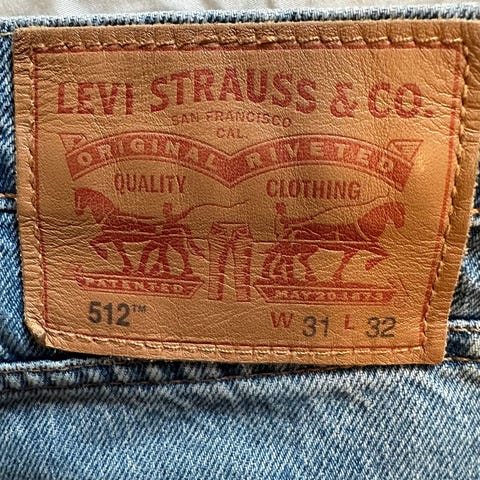 LEVI STRAUSS & CO.
SAN FRANCISCO
CAL
ORIGINAL RIVETED
QUALITY CLOTHING
PATENTED MAY 20 1873
512™ W 31 L 32